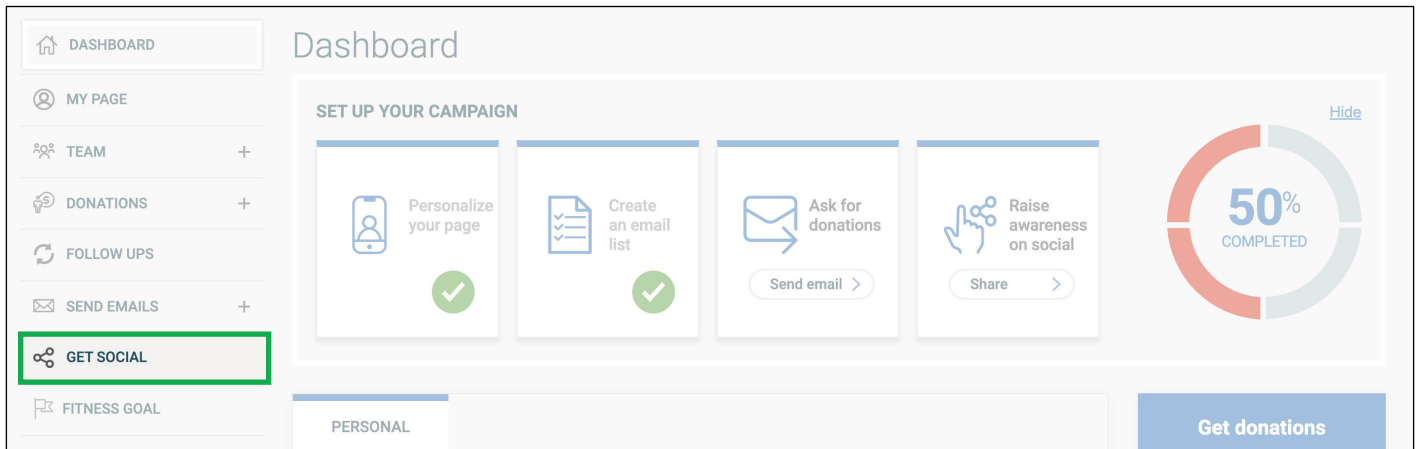 DASHBOARD
MY PAGE
TEAM
DONATIONS
FOLLOW UPS
SEND EMAILS
GET SOCIAL
FITNESS GOAL
Dashboard
SET UP YOUR CAMPAIGN
Hide
Personalize
your page
Create
an email
list
Ask for
donations
Send email
Raise
awareness
on social
Share
50%
COMPLETED
PERSONAL
Get donations